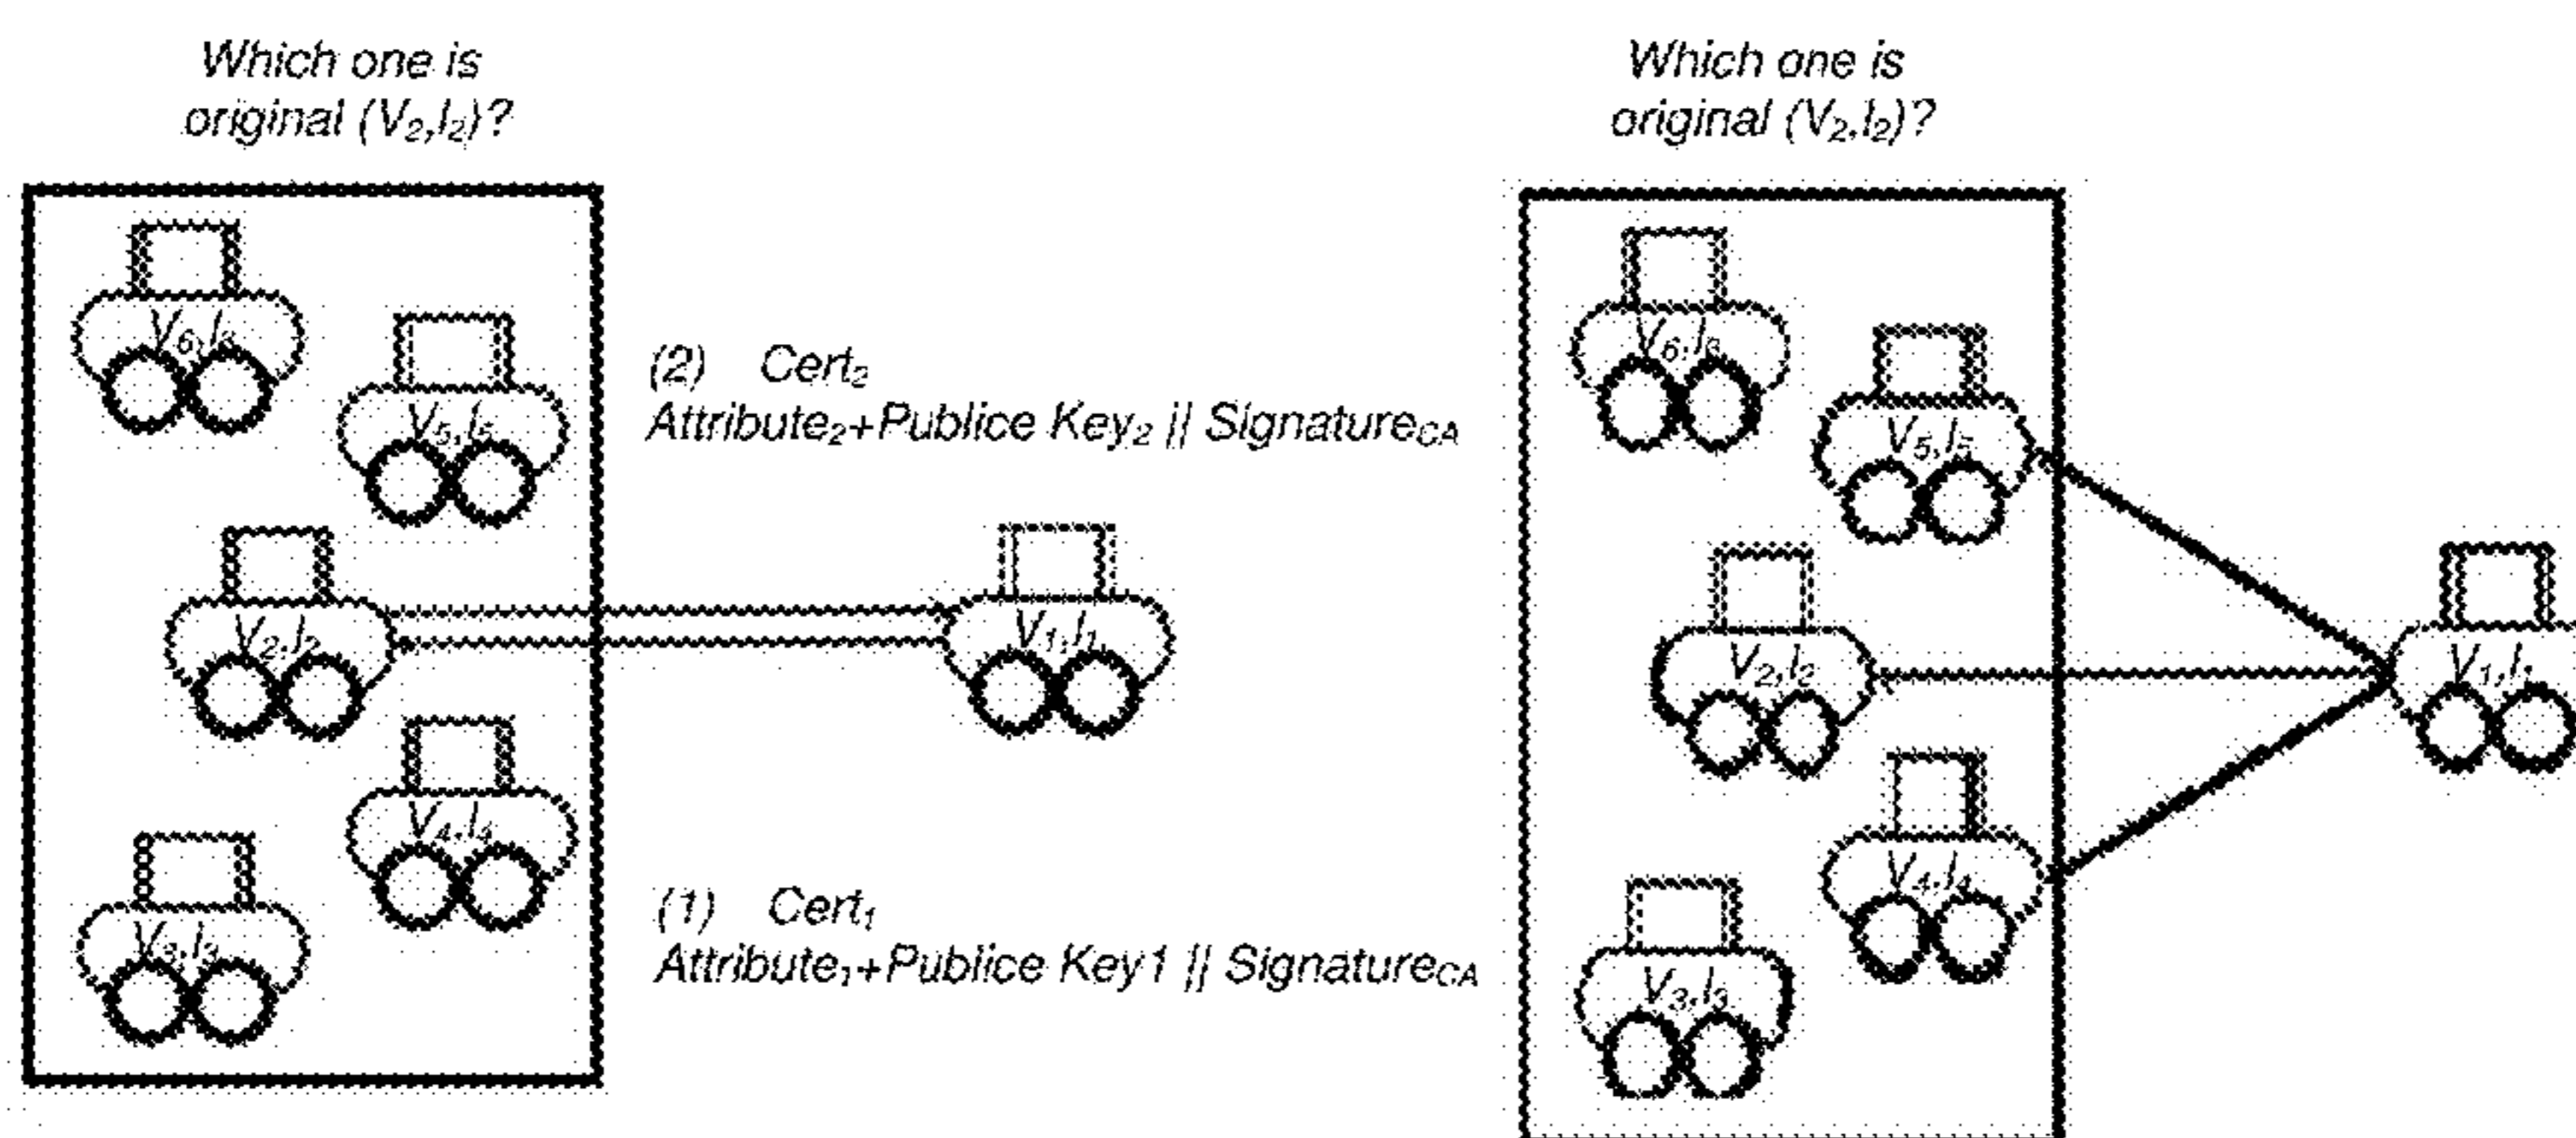 Which one is
original (V₂,I₂)?
V₆,I₆
V₅,I₅
V₂,I₂
V₄,I₄
V₃,I₃
(2) Cert₂
Attribute₂+Publice Key₂ || Signature_CA
V₁,I₁
(1) Cert₁
Attribute₁+Publice Key1 || Signature_CA
Which one is
original (V₂,I₂)?
V₆,I₆
V₅,I₅
V₂,I₂
V₄,I₄
V₃,I₃
V₁,I₁